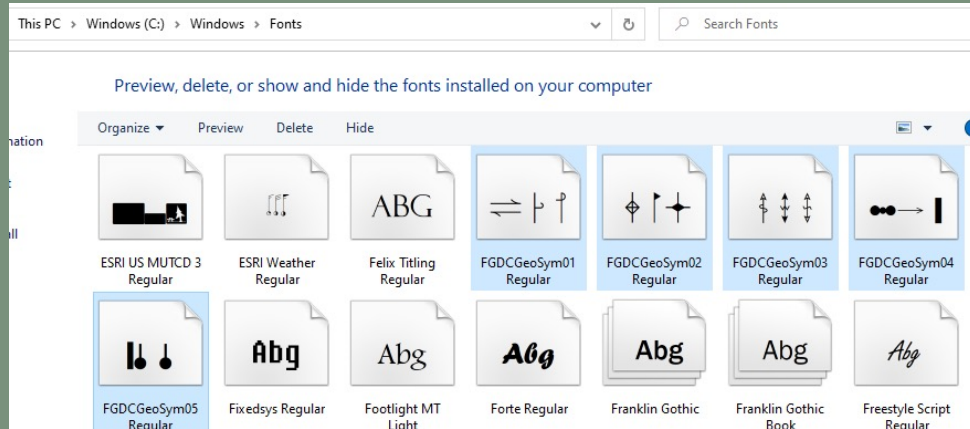 This PC > Windows (C:) > Windows > Fonts
Search Fonts
Preview, delete, or show and hide the fonts installed on your computer
Organize Preview Delete Hide
nation
ll
ABG
ESRI US MUTCD 3
Regular
ESRI Weather
Regular
Felix Titling
Regular
FGDCGeoSym01
Regular
FGDCGeoSym02
Regular
FGDCGeoSym03
Regular
FGDCGeoSym04
Regular
Abg
Abg
Abg
Abg
Abg
Abg
FGDCGeoSym05
Regular
Fixedsys Regular
Footlight MT
Light
Forte Regular
Franklin Gothic
Franklin Gothic
Book
Freestyle Script
Regular